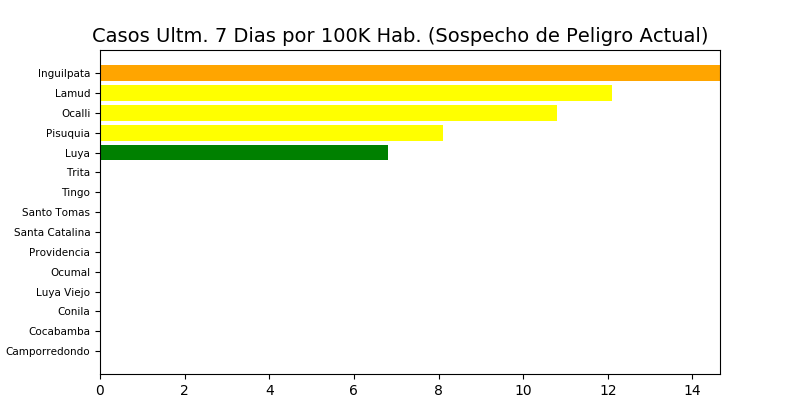 Casos Ultm. 7 Dias por 100K Hab. (Sospecho de Peligro Actual)
Inguilpata
Lamud
Ocalli
Pisuquia
Luya
Trita
Tingo
Santo Tomas
Santa Catalina
Providencia
Ocumal
Luya Viejo
Conila
Cocabamba
Camporredondo
0 2 4 6 8 10 12 14